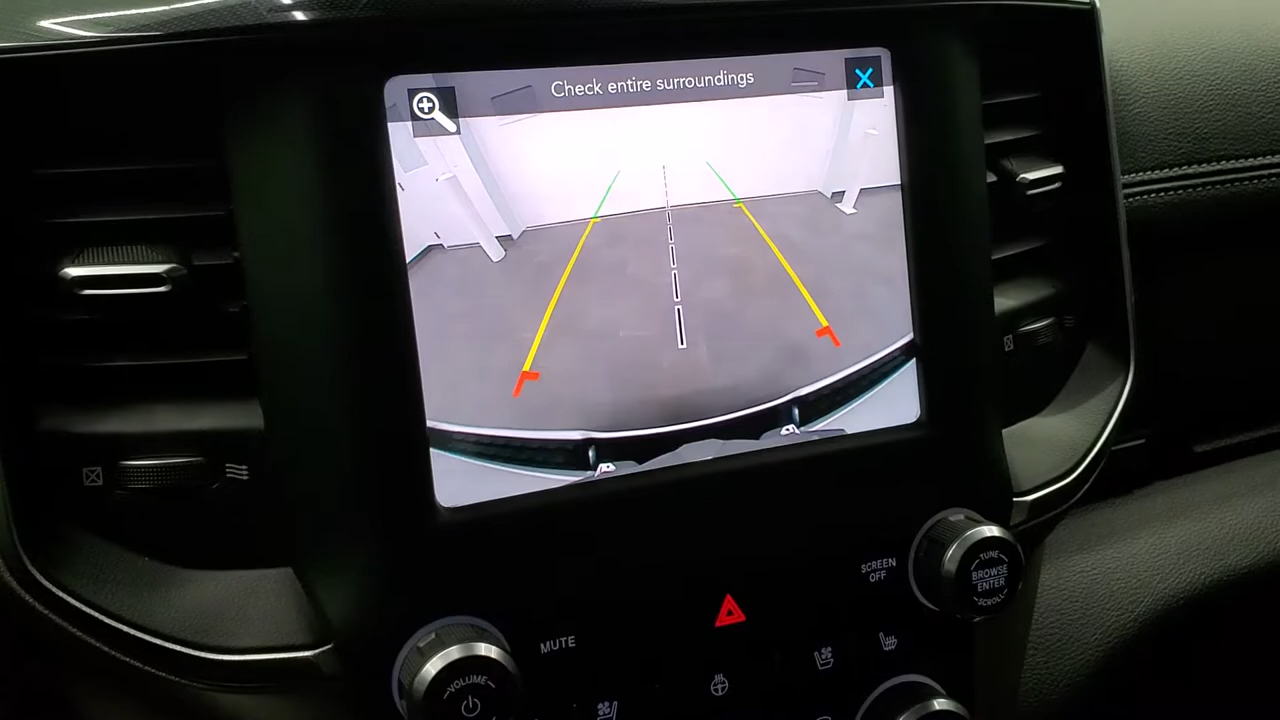 Check entire surroundings
SCREEN
OFF
TUNE
BROWSE
ENTER
SCROLL
MUTE
VOLUME